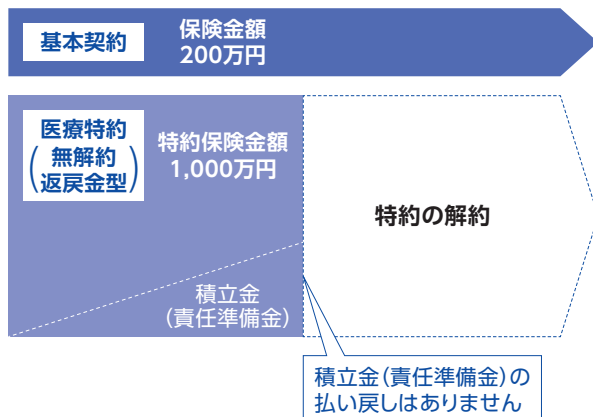 基本契約
保険金額
200万円
医療特約
(無解約
返戻金型)
特約保険金額
1,000万円
特約の解約
積立金
(責任準備金)
積立金(責任準備金)の
払い戻しはありません